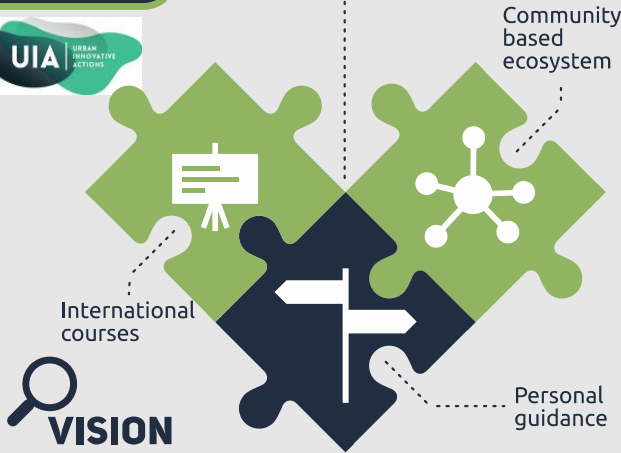 Community
based
ecosystem
UIA
URBAN
INNOVATIVE
ACTIONS
International
courses
VISION
Personal
guidance